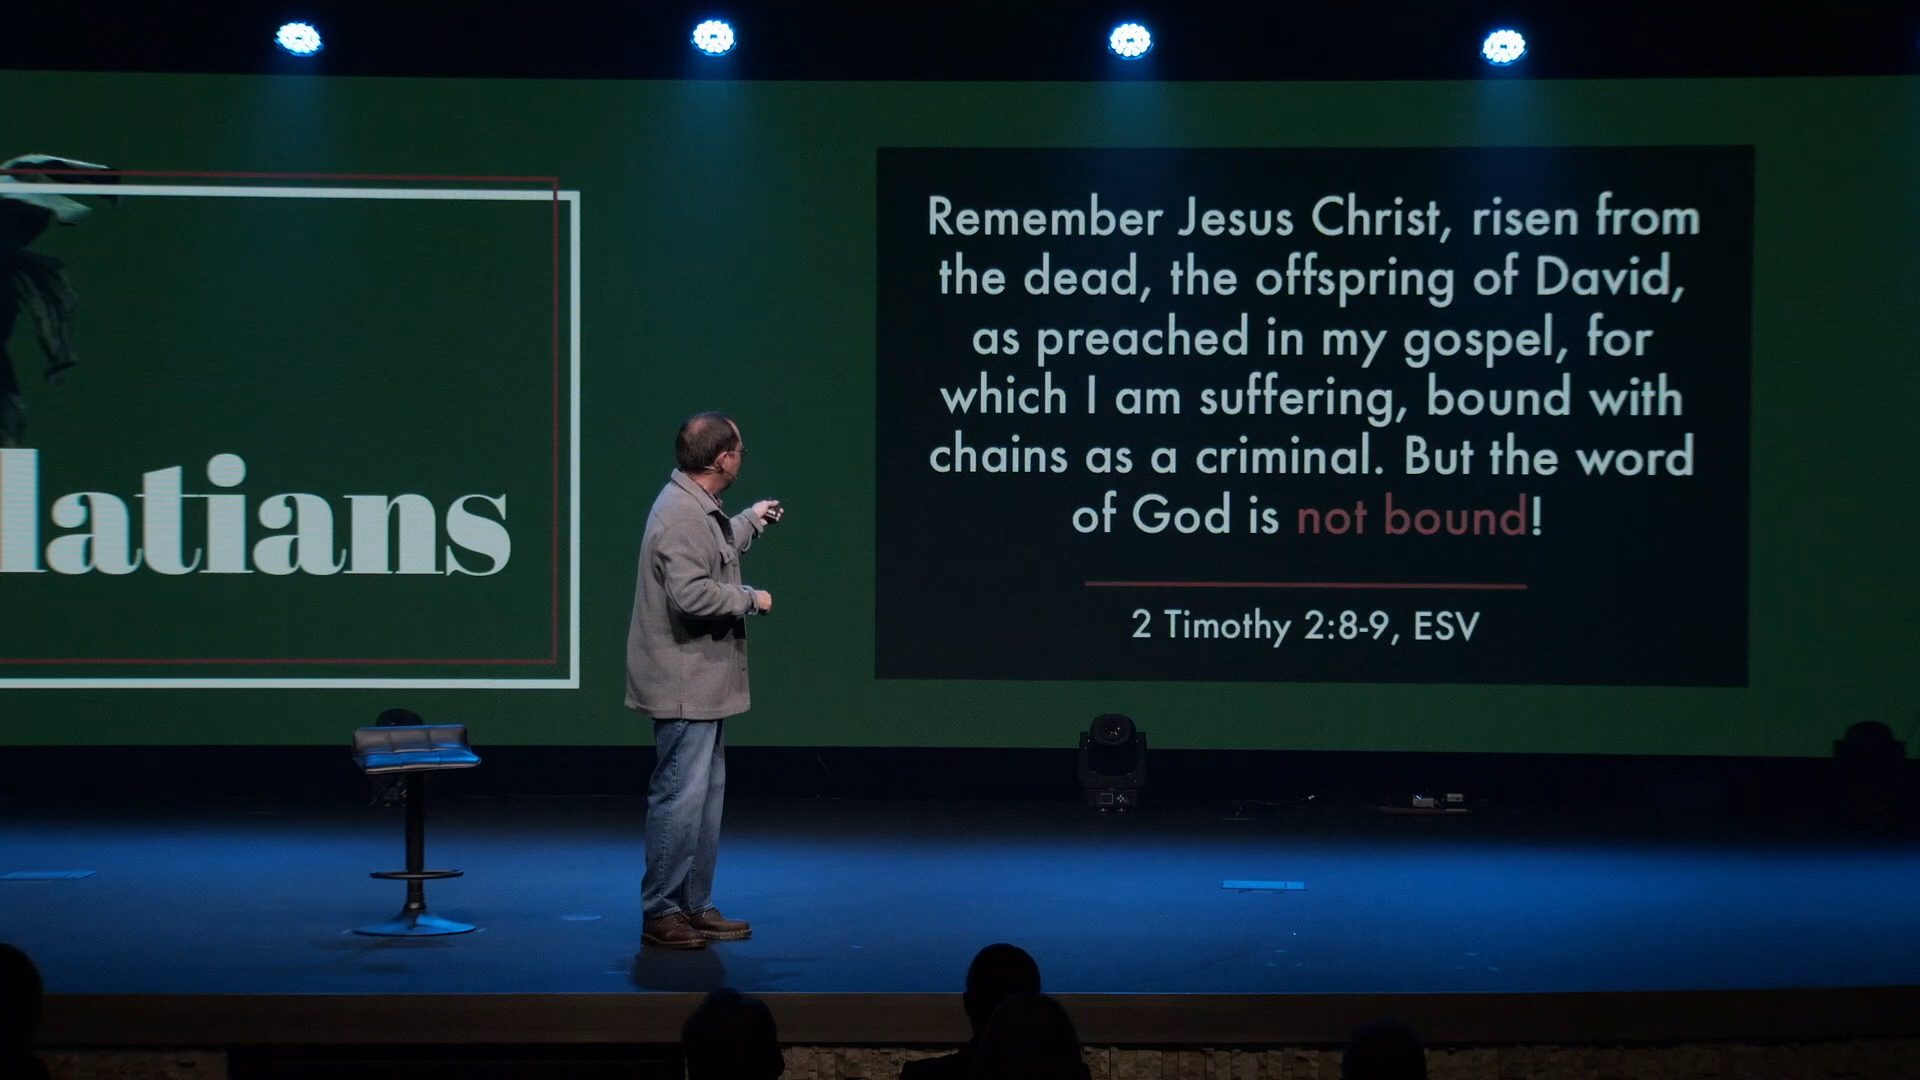 latians
Remember Jesus Christ, risen from
the dead, the offspring of David,
as preached in my gospel, for
which I am suffering, bound with
chains as a criminal. But the word
of God is not bound!
2 Timothy 2:8-9, ESV